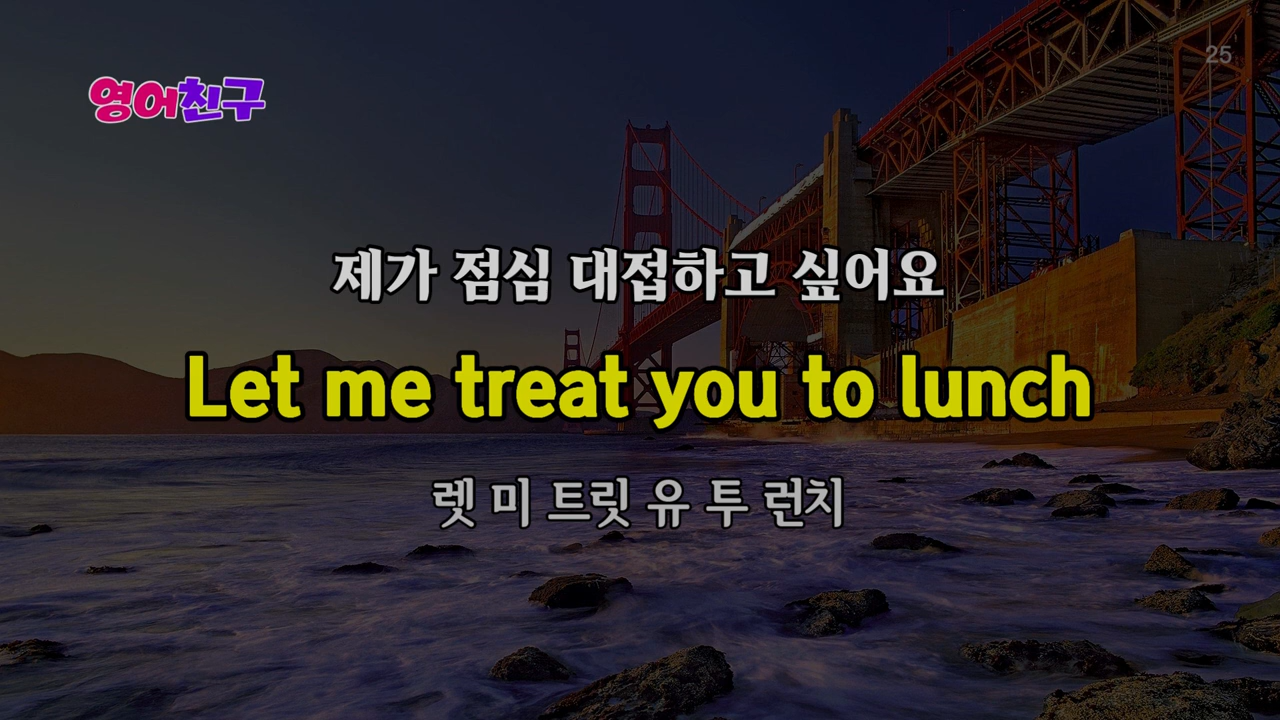 25
영어친구
제가 점심 대접하고 싶어요
Let me treat you to lunch
렛 미 트릿 유 투 런치